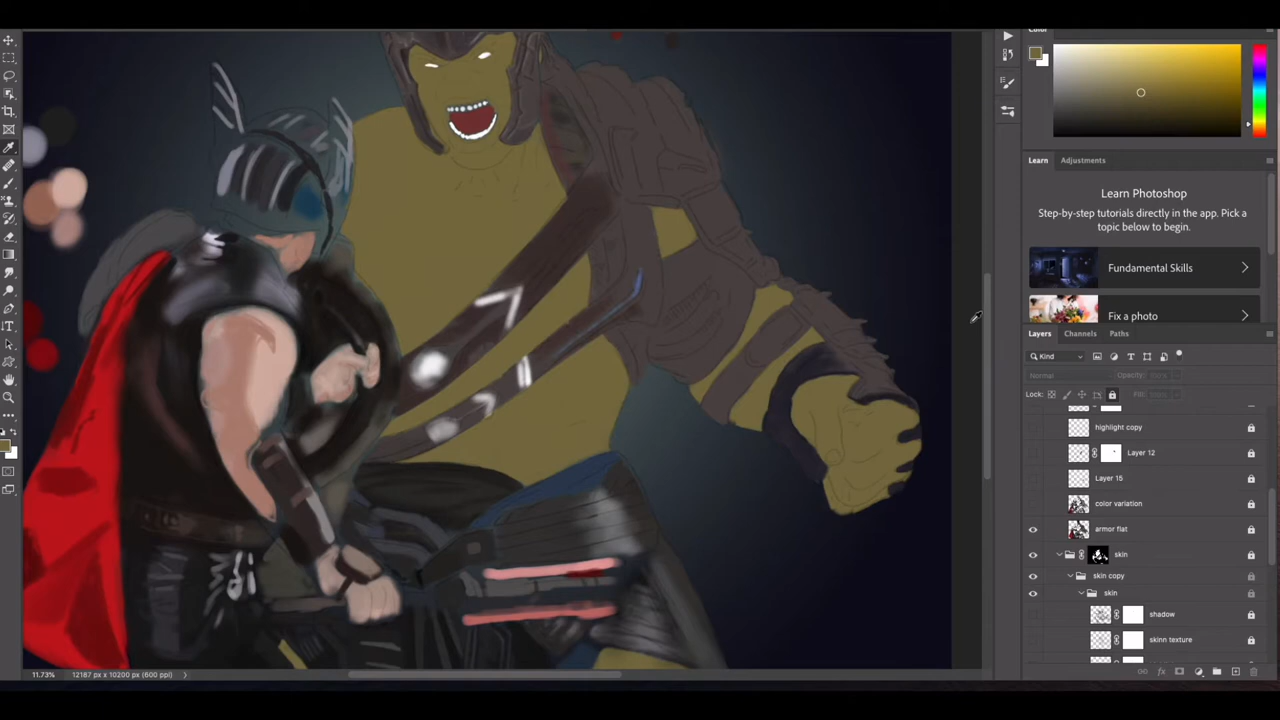 Color
Learn Adjustments
Learn Photoshop
Step-by-step tutorials directly in the app. Pick a
topic below to begin.
Fundamental Skills
Fix a photo
Layers Channels Paths
Kind
Normal Opacity: 100%
Lock: Fill: 100%
highlight copy
Layer 12
Layer 15
color variation
armor flat
skin
skin copy
skin
shadow
skinn texture
11.73% 12187 px x 10200 px (600 ppi)